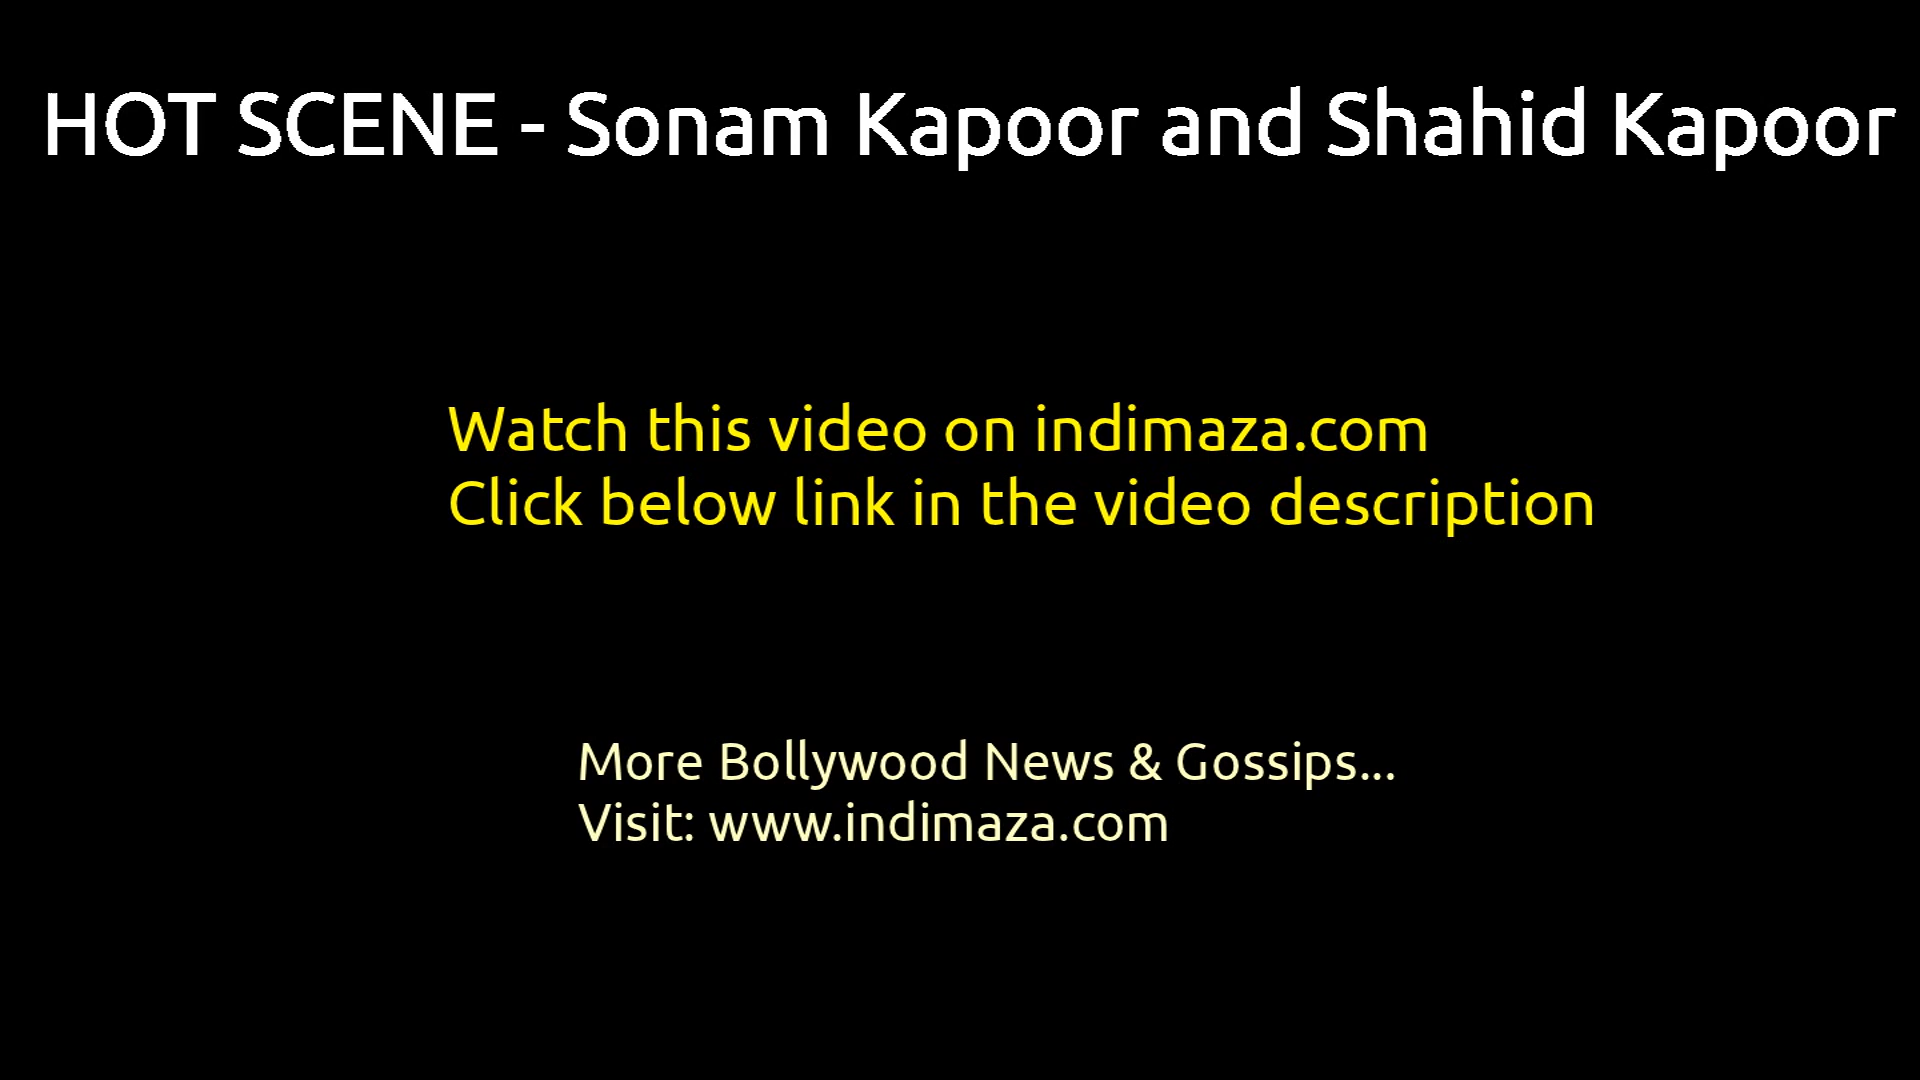 HOT SCENE - Sonam Kapoor and Shahid Kapoor
Watch this video on indimaza.com
Click below link in the video description
More Bollywood News & Gossips...
Visit: www.indimaza.com